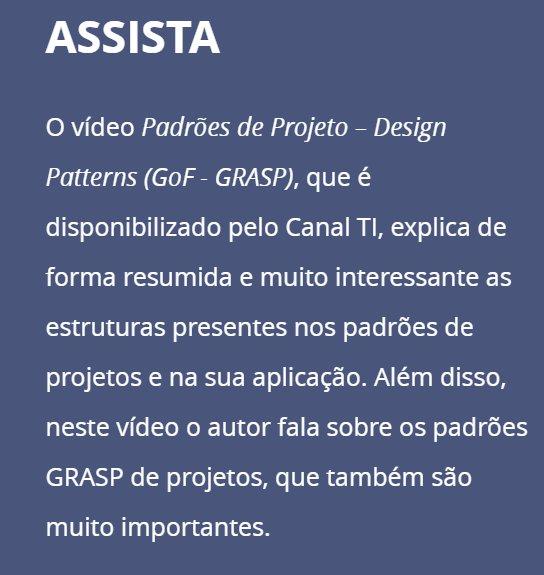 ASSISTA
O vídeo Padrões de Projeto – Design
Patterns (GoF - GRASP), que é
disponibilizado pelo Canal TI, explica de
forma resumida e muito interessante as
estruturas presentes nos padrões de
projetos e na sua aplicação. Além disso,
neste vídeo o autor fala sobre os padrões
GRASP de projetos, que também são
muito importantes.